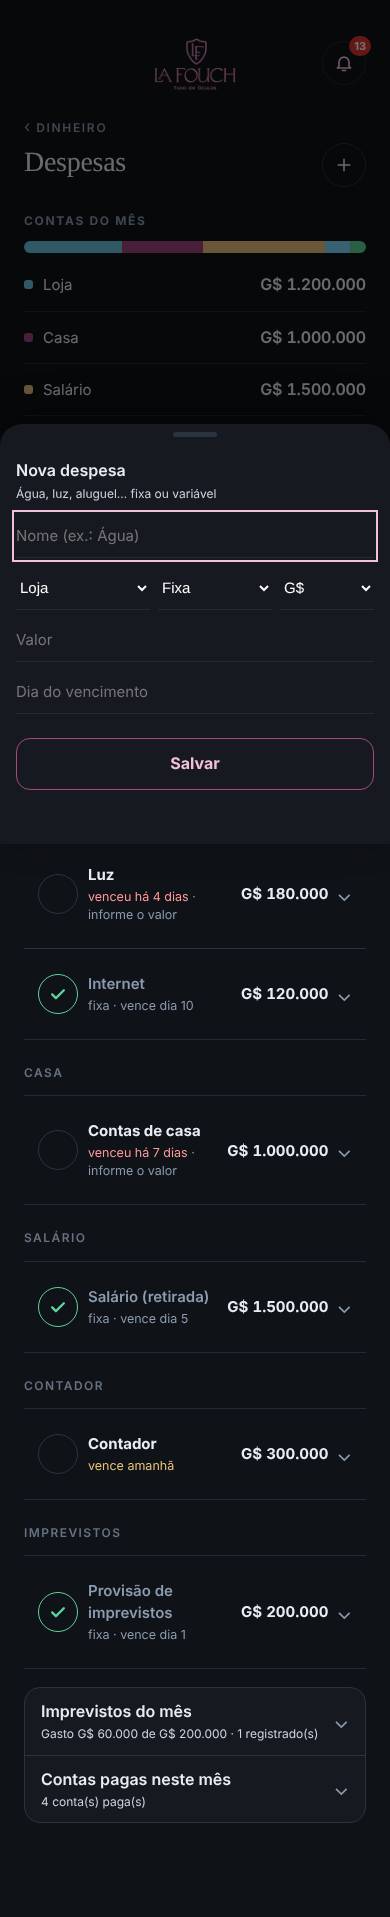 13
LA FOUCH
Tudo de Óculos
DINHEIRO
Despesas
CONTAS DO MÊS
Loja G$ 1.200.000
Casa G$ 1.000.000
Salário G$ 1.500.000
Nova despesa
Água, luz, aluguel... fixa ou variável
Nome (ex.: Água)
Loja Fixa G$
Valor
Dia do vencimento
Salvar
Luz
venceu há 4 dias ·
informe o valor
G$ 180.000
Internet
fixa · vence dia 10
G$ 120.000
CASA
Contas de casa
venceu há 7 dias ·
informe o valor
G$ 1.000.000
SALÁRIO
Salário (retirada)
fixa · vence dia 5
G$ 1.500.000
CONTADOR
Contador
vence amanhã
G$ 300.000
IMPREVISTOS
Provisão de
imprevistos
fixa · vence dia 1
G$ 200.000
Imprevistos do mês
Gasto G$ 60.000 de G$ 200.000 · 1 registrado(s)
Contas pagas neste mês
4 conta(s) paga(s)